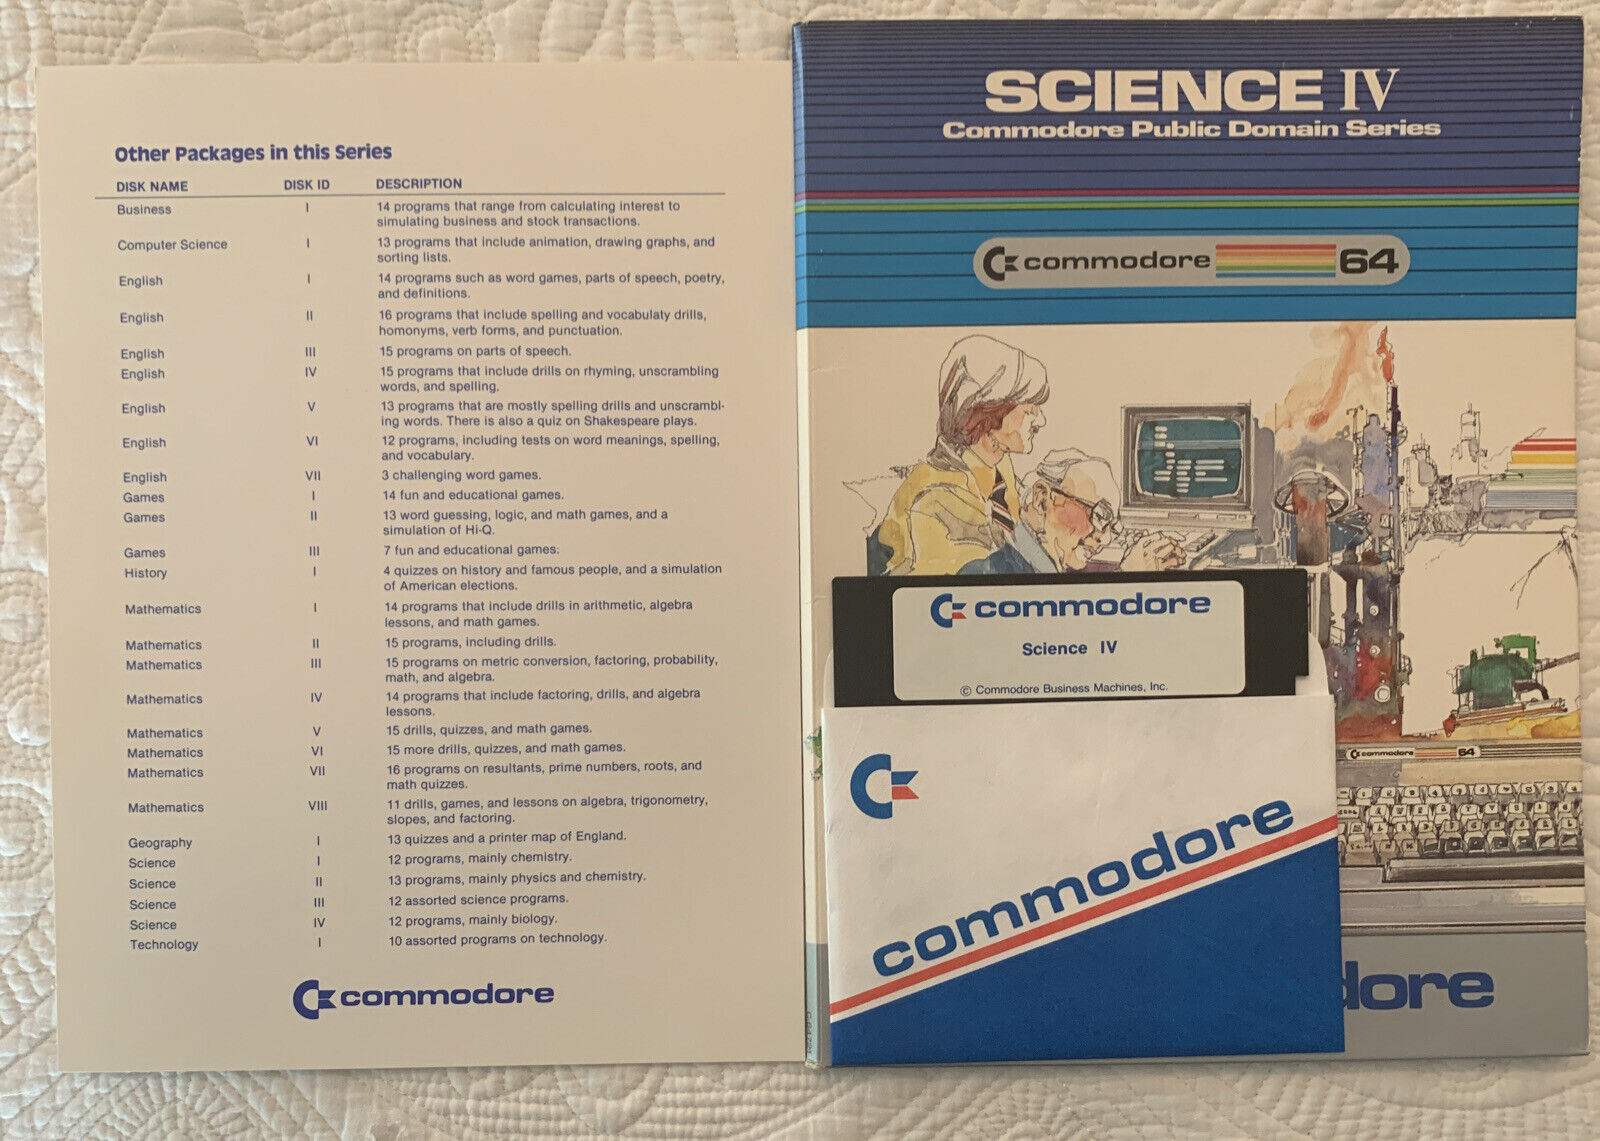 Other Packages in this Series
DISK NAME DISK ID DESCRIPTION
Business I 14 programs that range from calculating interest to
simulating business and stock transactions.
Computer Science I 13 programs that include animation, drawing graphs, and
sorting lists.
English I 14 programs such as word games, parts of speech, poetry,
and definitions.
English II 16 programs that include spelling and vocabulaty drills,
homonyms, verb forms, and punctuation.
English III 15 programs on parts of speech.
English IV 15 programs that include drills on rhyming, unscrambling
words, and spelling.
English V 13 programs that are mostly spelling drills and unscrambl-
ing words. There is also a quiz on Shakespeare plays.
English VI 12 programs, including tests on word meanings, spelling,
and vocabulary.
English VII 3 challenging word games.
Games I 14 fun and educational games.
Games II 13 word guessing, logic, and math games, and a
simulation of Hi-Q.
Games III 7 fun and educational games.
History I 4 quizzes on history and famous people, and a simulation
of American elections.
Mathematics I 14 programs that include drills in arithmetic, algebra
lessons, and math games.
Mathematics II 15 programs, including drills.
Mathematics III 15 programs on metric conversion, factoring, probability,
math, and algebra.
Mathematics IV 14 programs that include factoring, drills, and algebra
lessons.
Mathematics V 15 drills, quizzes, and math games.
Mathematics VI 15 more drills, quizzes, and math games.
Mathematics VII 16 programs on resultants, prime numbers, roots, and
math quizzes.
Mathematics VIII 11 drills, games, and lessons on algebra, trigonometry,
slopes, and factoring.
Geography I 13 quizzes and a printer map of England.
Science I 12 programs, mainly chemistry.
Science II 13 programs, mainly physics and chemistry.
Science III 12 assorted science programs.
Science IV 12 programs, mainly biology.
Technology I 10 assorted programs on technology.
commodore
SCIENCE IV
Commodore Public Domain Series
commodore 64
commodore
Science IV
© Commodore Business Machines, Inc.
commodore 64
commodore
dore